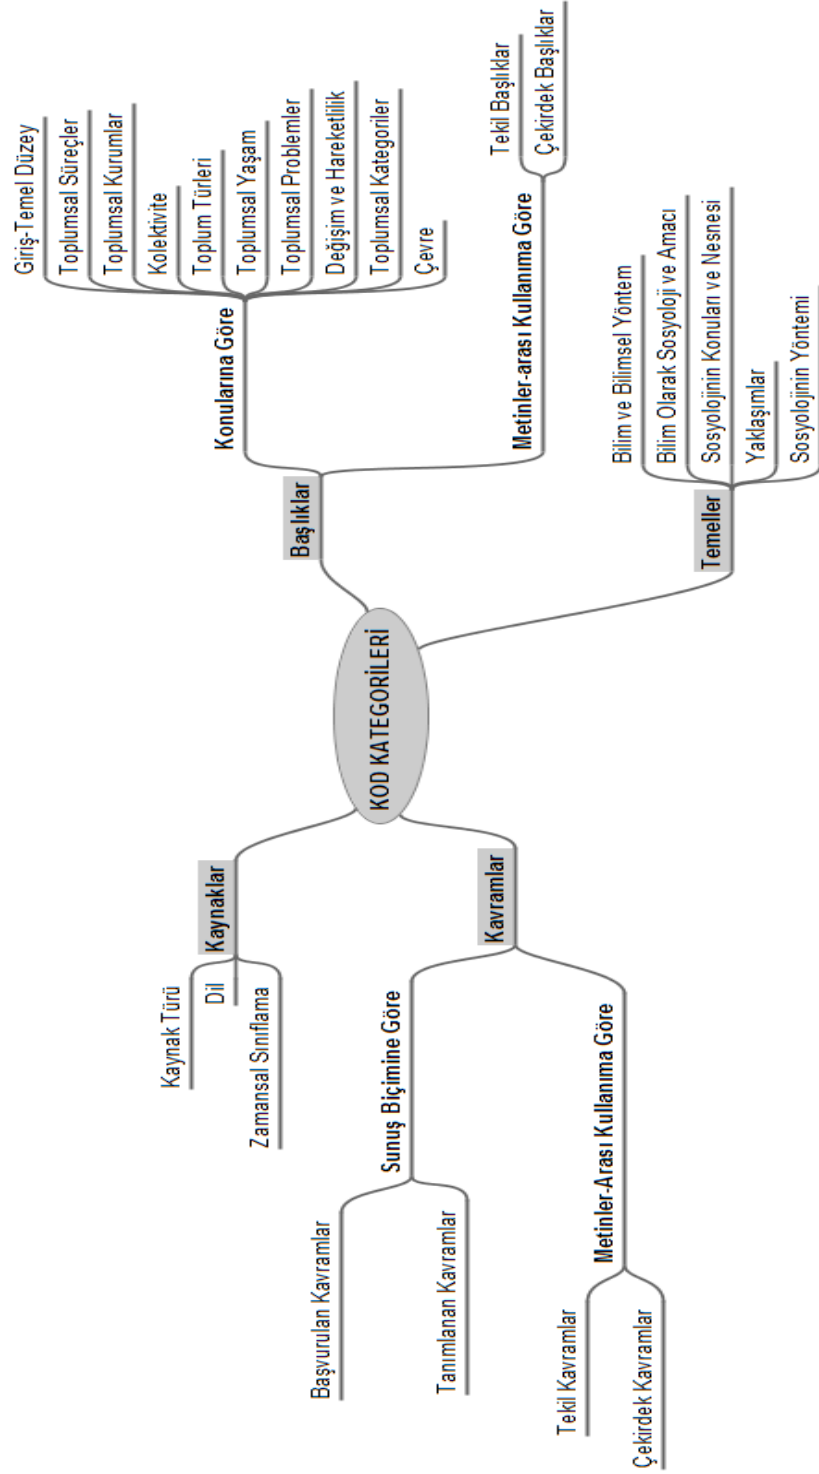 KOD KATEGORİLERİ
Kaynaklar
Kaynak Türü
Dil
Zamansal Sınıflama
Kavramlar
Sunuş Biçimine Göre
Başvurulan Kavramlar
Tanımlanan Kavramlar
Metinler-Arası Kullanıma Göre
Tekil Kavramlar
Çekirdek Kavramlar
Başlıklar
Konularına Göre
Giriş-Temel Düzey
Toplumsal Süreçler
Toplumsal Kurumlar
Kolektivite
Toplum Türleri
Toplumsal Yaşam
Toplumsal Problemler
Değişim ve Hareketlilik
Toplumsal Kategoriler
Çevre
Metinler-arası Kullanıma Göre
Tekil Başlıklar
Çekirdek Başlıklar
Temeller
Bilim ve Bilimsel Yöntem
Bilim Olarak Sosyoloji ve Amacı
Sosyolojinin Konuları ve Nesnesi
Yaklaşımlar
Sosyolojinin Yöntemi